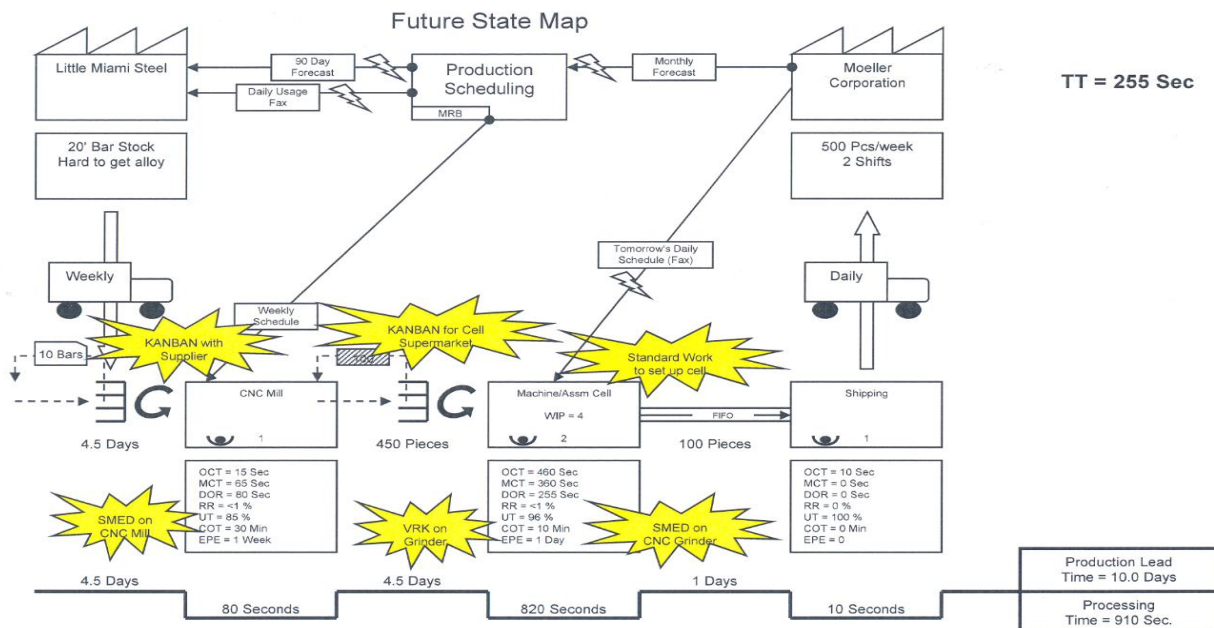 Future State Map
Little Miami Steel
90 Day
Forecast
Daily Usage
Fax
Production
Scheduling
MRB
Monthly
Forecast
Moeller
Corporation
TT = 255 Sec
20' Bar Stock
Hard to get alloy
500 Pcs/week
2 Shifts
Weekly
Tomorrow's Daily
Schedule (Fax)
Daily
Weekly
Schedule
10 Bars
KANBAN with
Supplier
KANBAN for Cell
Supermarket
100
Standard Work
to set up cell
CNC Mill
1
Machine/Assm Cell
WIP = 4
2
FIFO
Shipping
1
4.5 Days
450 Pieces
100 Pieces
OCT = 15 Sec
MCT = 65 Sec
DOR = 80 Sec
RR = <1 %
UT = 85 %
COT = 30 Min
EPE = 1 Week
OCT = 460 Sec
MCT = 360 Sec
DOR = 255 Sec
RR = <1 %
UT = 96 %
COT = 10 Min
EPE = 1 Day
OCT = 10 Sec
MCT = 0 Sec
DOR = 0 Sec
RR = 0 %
UT = 100 %
COT = 0 Min
EPE = 0
SMED on
CNC Mill
VRK on
Grinder
SMED on
CNC Grinder
4.5 Days
4.5 Days
1 Days
80 Seconds
820 Seconds
10 Seconds
Production Lead
Time = 10.0 Days
Processing
Time = 910 Sec.